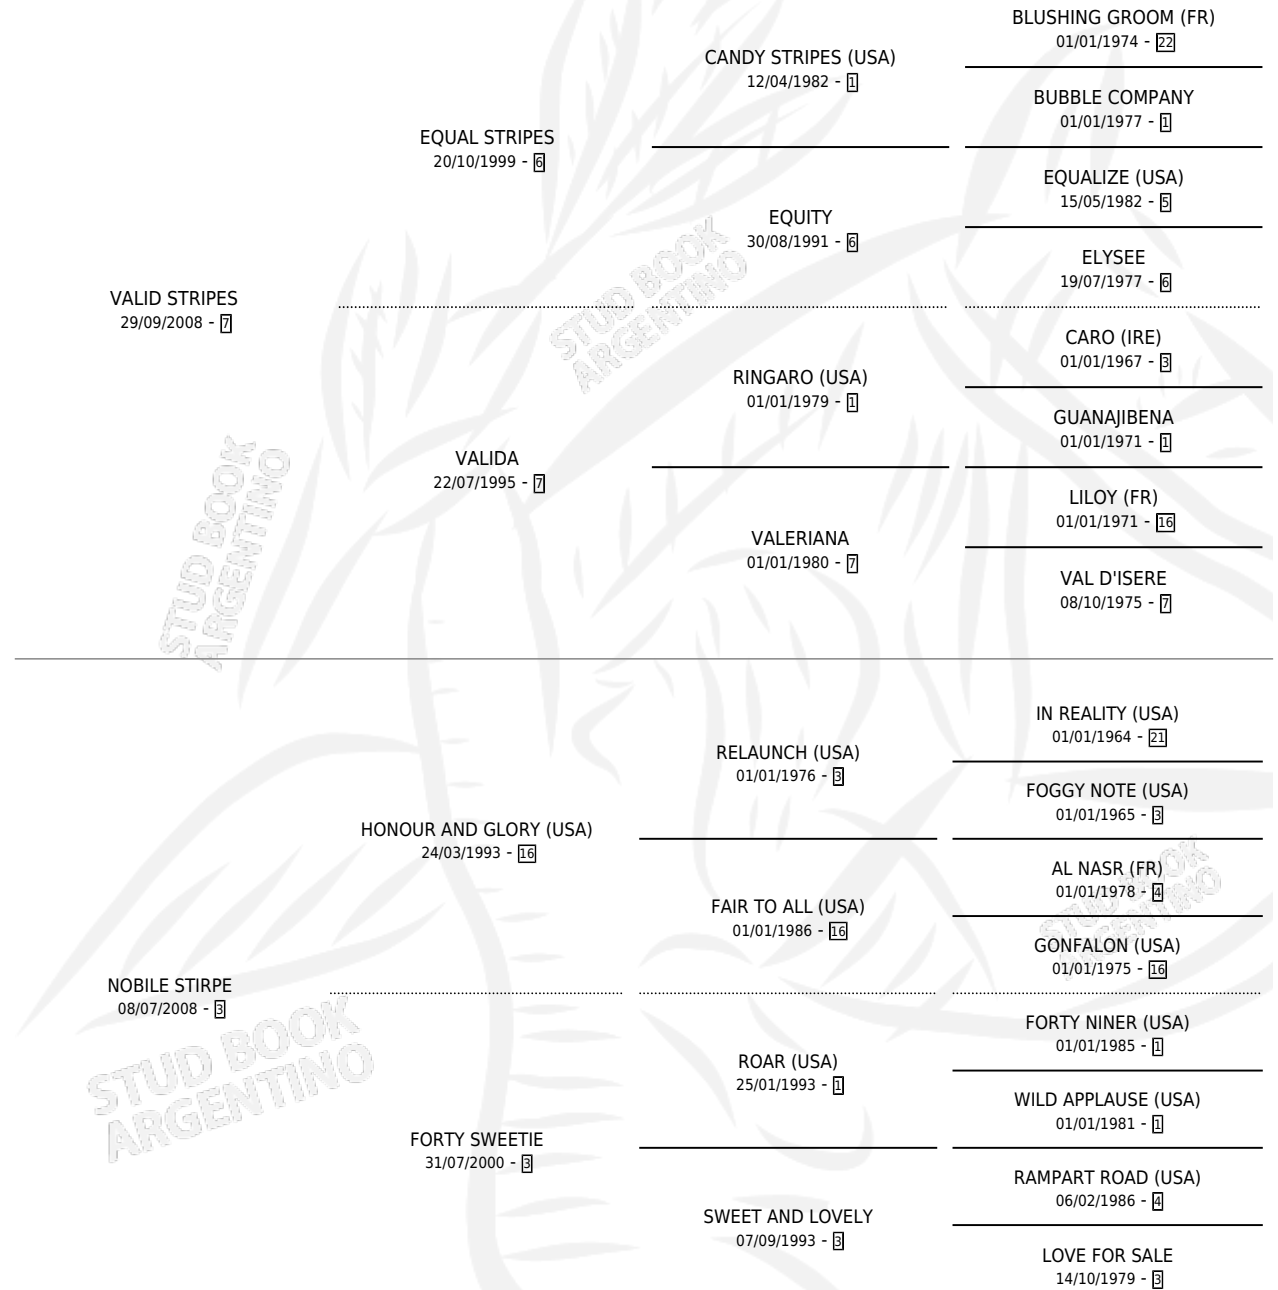 BLUSHING GROOM (FR)
01/01/1974 - 22
CANDY STRIPES (USA)
12/04/1982 - 1
BUBBLE COMPANY
01/01/1977 - 1
EQUAL STRIPES
20/10/1999 - 6
EQUALIZE (USA)
15/05/1982 - 5
EQUITY
30/08/1991 - 6
ELYSEE
19/07/1977 - 6
VALID STRIPES
29/09/2008 - 7
CARO (IRE)
01/01/1967 - 3
RINGARO (USA)
01/01/1979 - 1
GUANAJIBENA
01/01/1971 - 1
VALIDA
22/07/1995 - 7
LILOY (FR)
01/01/1971 - 16
VALERIANA
01/01/1980 - 7
VAL D'ISERE
08/10/1975 - 7
IN REALITY (USA)
01/01/1964 - 21
RELAUNCH (USA)
01/01/1976 - 3
FOGGY NOTE (USA)
01/01/1965 - 3
HONOUR AND GLORY (USA)
24/03/1993 - 16
AL NASR (FR)
01/01/1978 - 4
FAIR TO ALL (USA)
01/01/1986 - 16
GONFALON (USA)
01/01/1975 - 16
NOBILE STIRPE
08/07/2008 - 3
FORTY NINER (USA)
01/01/1985 - 1
ROAR (USA)
25/01/1993 - 1
WILD APPLAUSE (USA)
01/01/1981 - 1
FORTY SWEETIE
31/07/2000 - 3
RAMPART ROAD (USA)
06/02/1986 - 4
SWEET AND LOVELY
07/09/1993 - 3
LOVE FOR SALE
14/10/1979 - 3
STUD BOOK
ARGENTINO
STUD BOOK
ARGENTINO
STUD BOOK
ARGENTINO
STUD BOOK
ARGENTINO